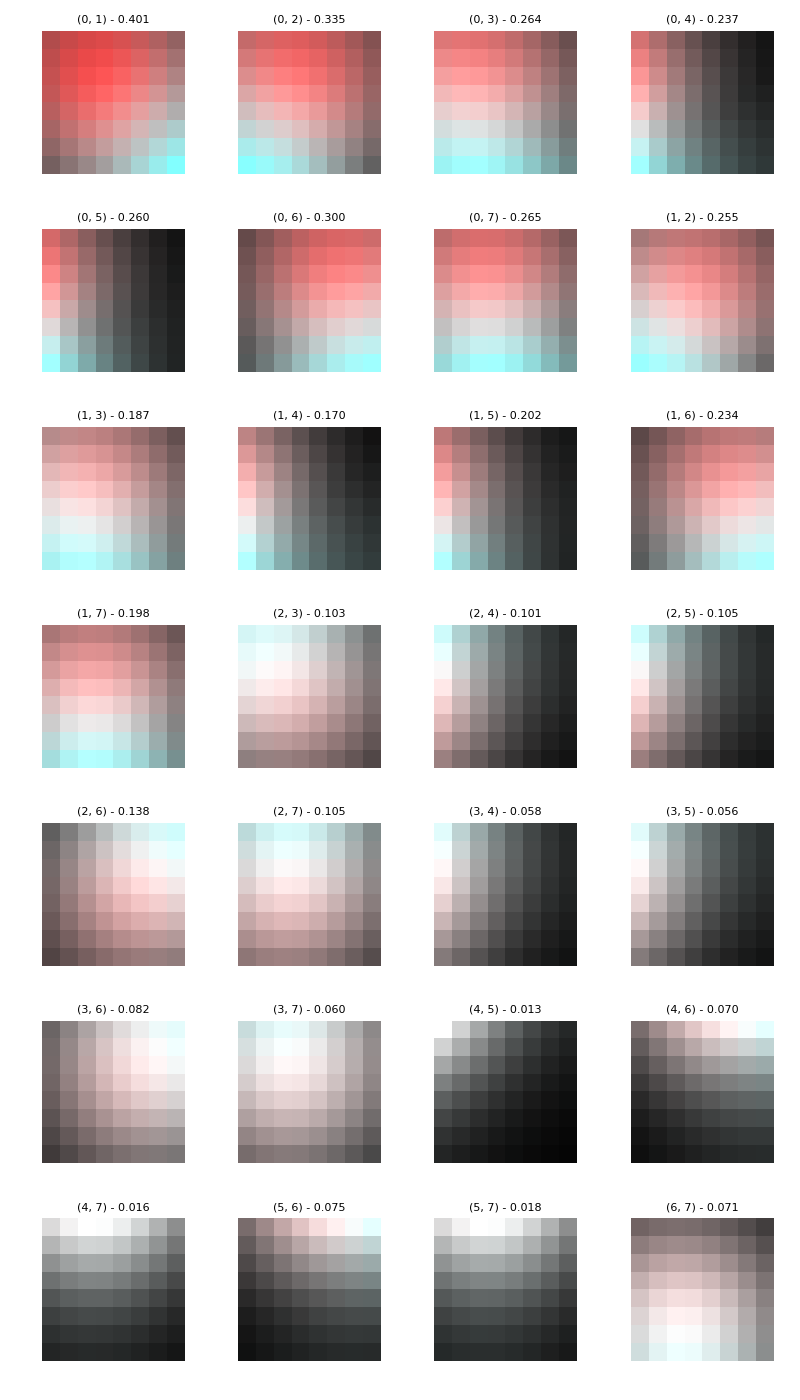 (0, 1) - 0.401 (0, 2) - 0.335 (0, 3) - 0.264 (0, 4) - 0.237
(0, 5) - 0.260 (0, 6) - 0.300 (0, 7) - 0.265 (1, 2) - 0.255
(1, 3) - 0.187 (1, 4) - 0.170 (1, 5) - 0.202 (1, 6) - 0.234
(1, 7) - 0.198 (2, 3) - 0.103 (2, 4) - 0.101 (2, 5) - 0.105
(2, 6) - 0.138 (2, 7) - 0.105 (3, 4) - 0.058 (3, 5) - 0.056
(3, 6) - 0.082 (3, 7) - 0.060 (4, 5) - 0.013 (4, 6) - 0.070
(4, 7) - 0.016 (5, 6) - 0.075 (5, 7) - 0.018 (6, 7) - 0.071